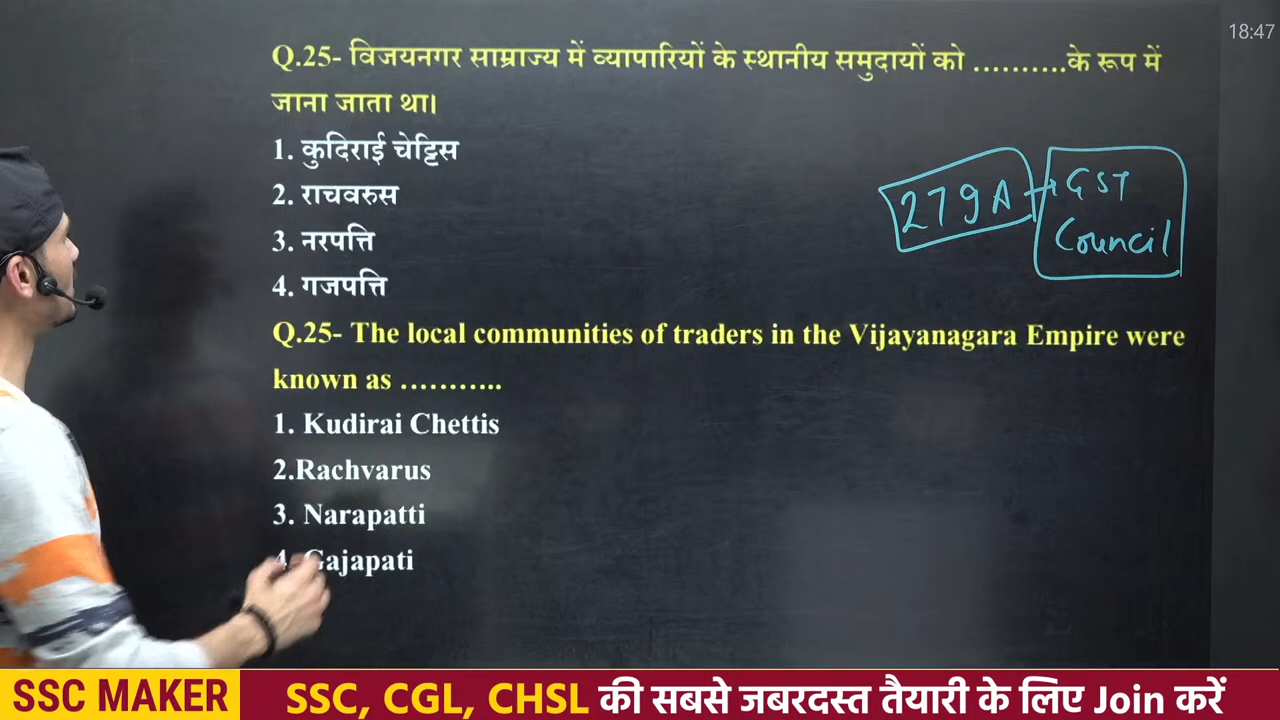 18:47
Q.25- विजयनगर साम्राज्य में व्यापारियों के स्थानीय समुदायों को ..........के रूप में
जाना जाता था।
1. कुदिराई चेट्टिस
2. राचवरुस
3. नरपत्ति
4. गजपत्ति
279A → GST
Council
Q.25- The local communities of traders in the Vijayanagara Empire were
known as ………..
1. Kudirai Chettis
2.Rachvarus
3. Narapatti
4. Gajapati
SSC MAKER
SSC, CGL, CHSL की सबसे जबरदस्त तैयारी के लिए Join करें